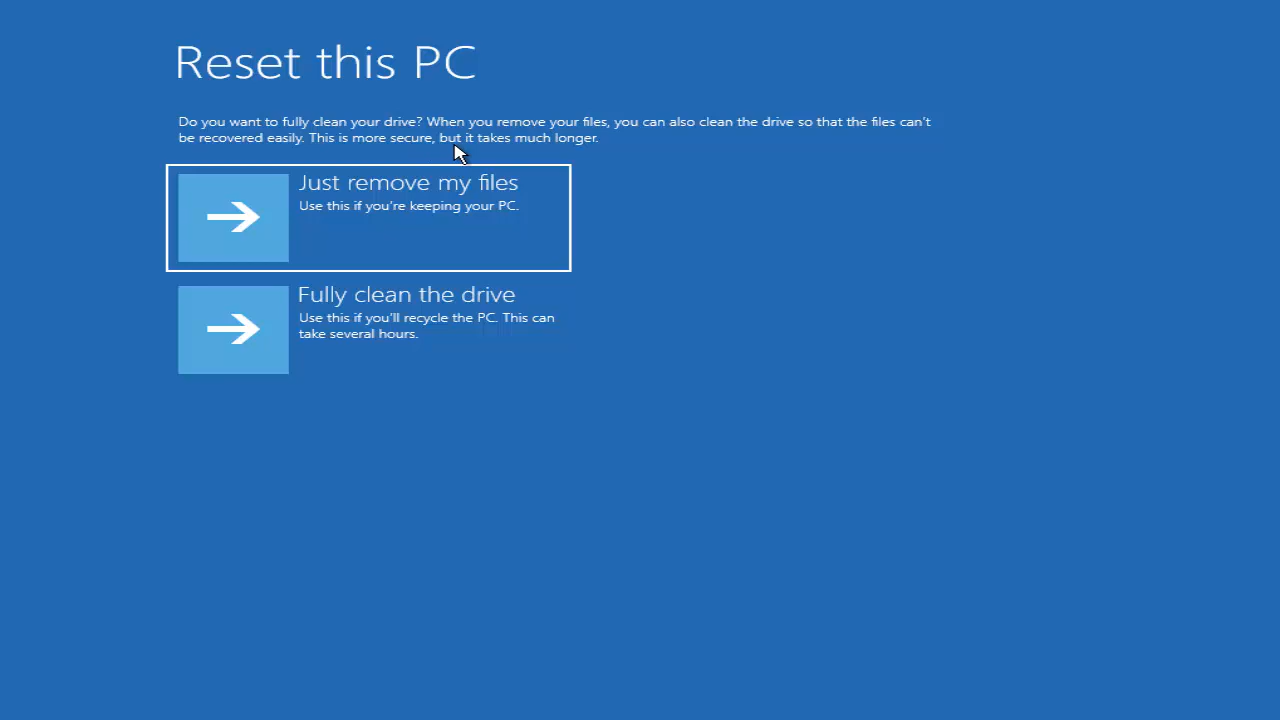 Reset this PC
Do you want to fully clean your drive? When you remove your files, you can also clean the drive so that the files can't
be recovered easily. This is more secure, but it takes much longer.
Just remove my files
Use this if you're keeping your PC.
Fully clean the drive
Use this if you'll recycle the PC. This can
take several hours.